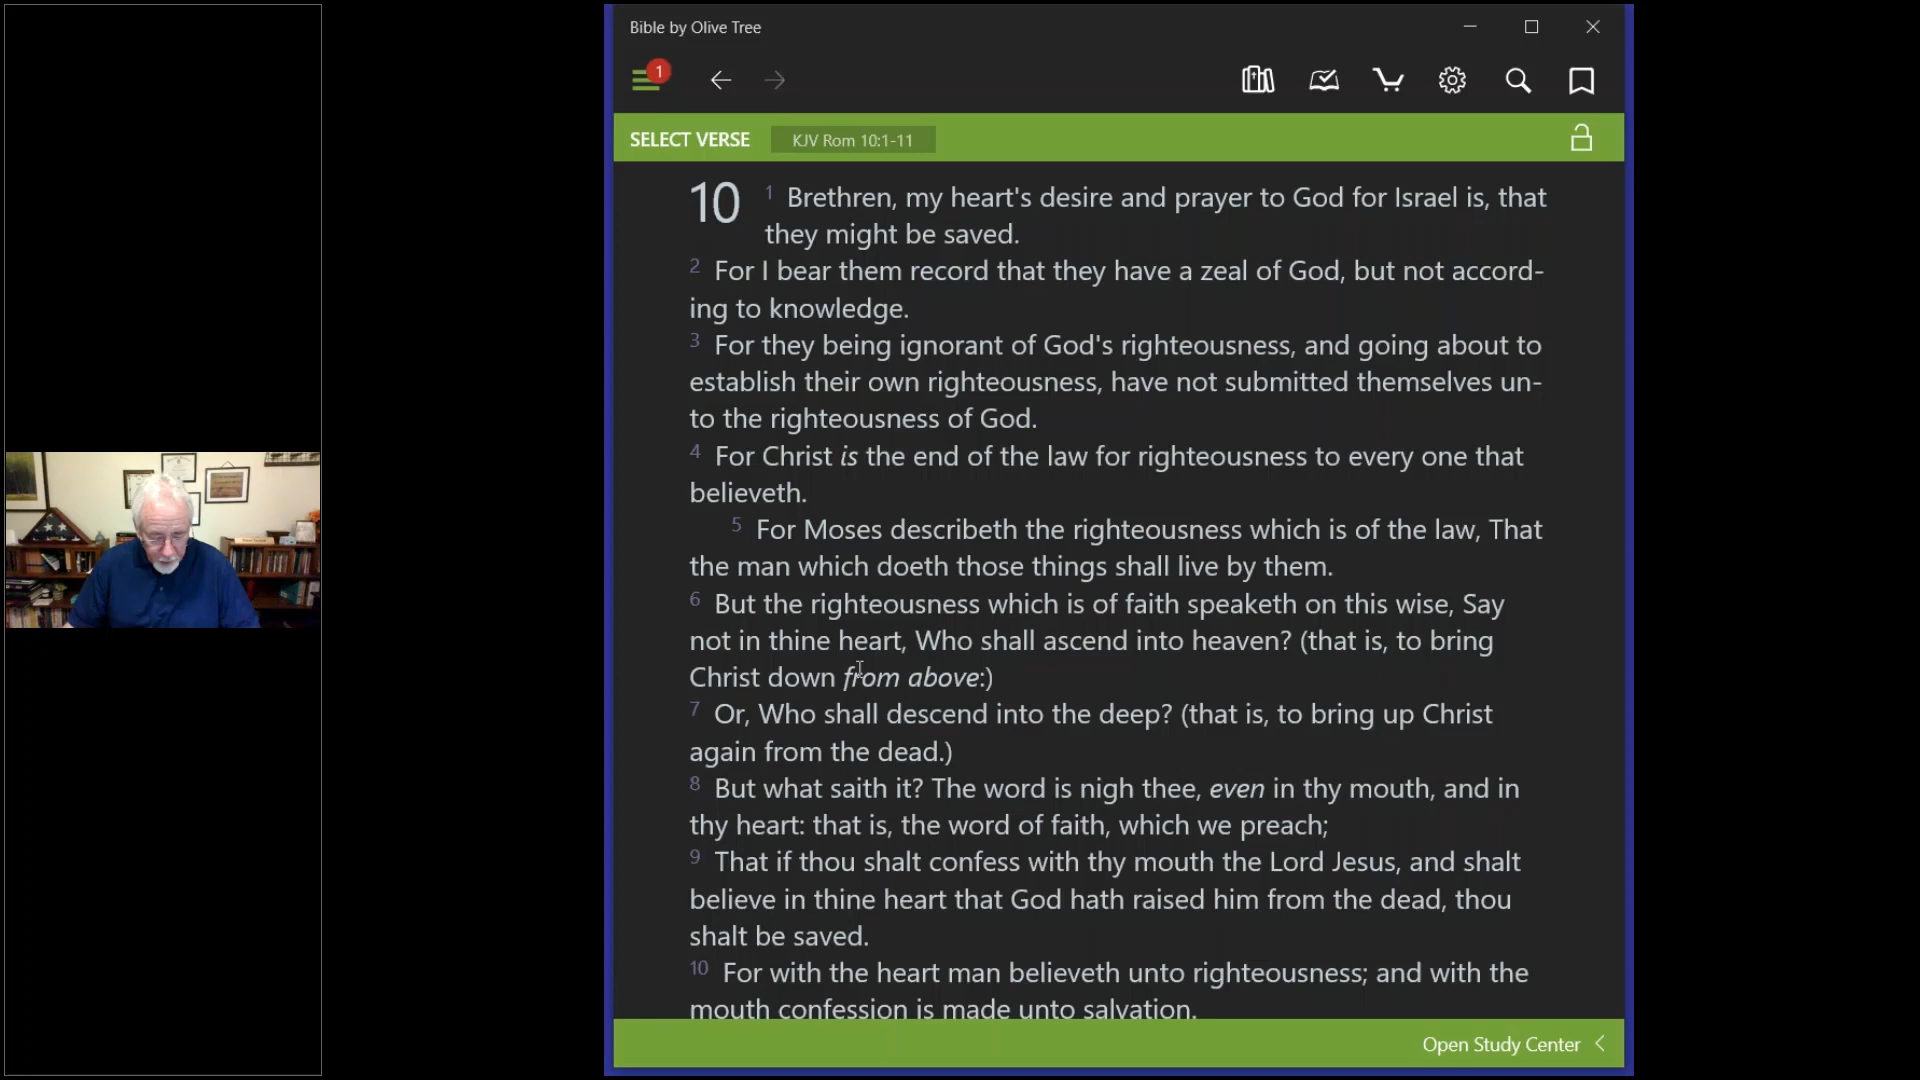 Bible by Olive Tree
1
SELECT VERSE KJV Rom 10:1-11
10 1 Brethren, my heart's desire and prayer to God for Israel is, that
they might be saved.
2 For I bear them record that they have a zeal of God, but not accord-
ing to knowledge.
3 For they being ignorant of God's righteousness, and going about to
establish their own righteousness, have not submitted themselves un-
to the righteousness of God.
4 For Christ is the end of the law for righteousness to every one that
believeth.
5 For Moses describeth the righteousness which is of the law, That
the man which doeth those things shall live by them.
6 But the righteousness which is of faith speaketh on this wise, Say
not in thine heart, Who shall ascend into heaven? (that is, to bring
Christ down from above:)
7 Or, Who shall descend into the deep? (that is, to bring up Christ
again from the dead.)
8 But what saith it? The word is nigh thee, even in thy mouth, and in
thy heart: that is, the word of faith, which we preach;
9 That if thou shalt confess with thy mouth the Lord Jesus, and shalt
believe in thine heart that God hath raised him from the dead, thou
shalt be saved.
10 For with the heart man believeth unto righteousness; and with the
mouth confession is made unto salvation.
Open Study Center